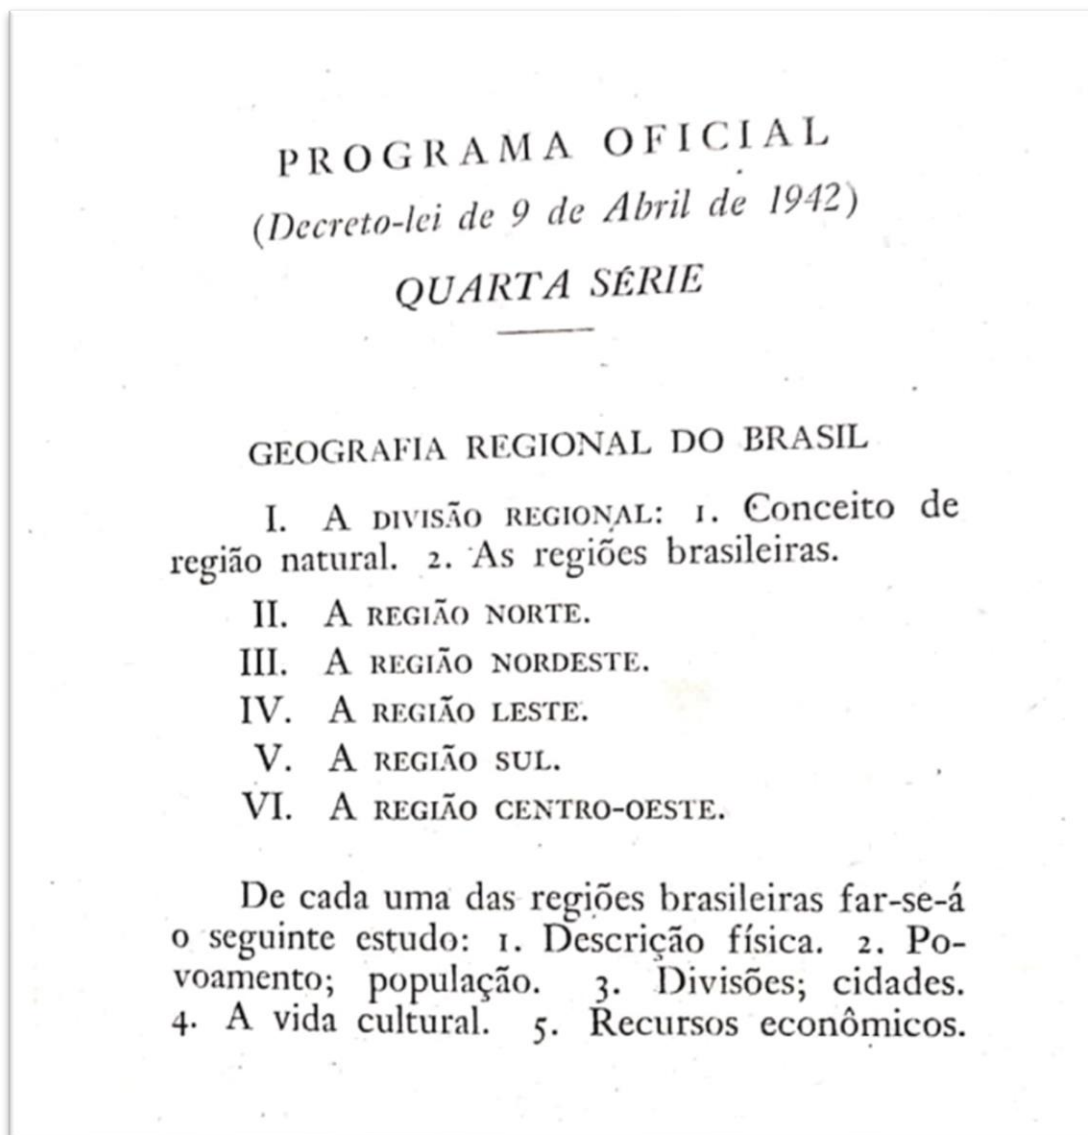 PROGRAMA OFICIAL
(Decreto-lei de 9 de Abril de 1942)
QUARTA SÉRIE
GEOGRAFIA REGIONAL DO BRASIL
I. A DIVISÃO REGIONAL: 1. Conceito de
região natural. 2. As regiões brasileiras.
II. A REGIÃO NORTE.
III. A REGIÃO NORDESTE.
IV. A REGIÃO LESTE.
V. A REGIÃO SUL.
VI. A REGIÃO CENTRO-OESTE.
De cada uma das regiões brasileiras far-se-á
o seguinte estudo: 1. Descrição física. 2. Po-
voamento; população. 3. Divisões; cidades.
4. A vida cultural. 5. Recursos econômicos.